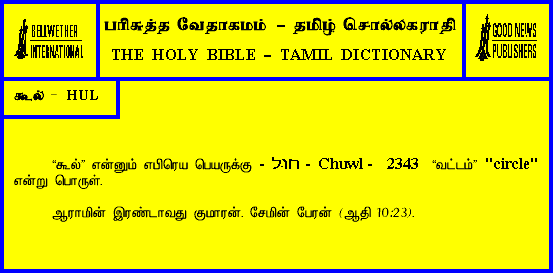 BELLWETHER
INTERNATIONAL
பரிசுத்த வேதாகமம் – தமிழ் சொல்லகராதி
THE HOLY BIBLE – TAMIL DICTIONARY
GOOD NEWS
PUBLISHERS
கூல் – HUL
“கூல்” என்னும் எபிரெய பெயருக்கு - חוּל - Chuwl - 2343 “வட்டம்” "circle"
என்று பொருள்.
ஆராமின் இரண்டாவது குமாரன். சேமின் பேரன் (ஆதி 10:23).